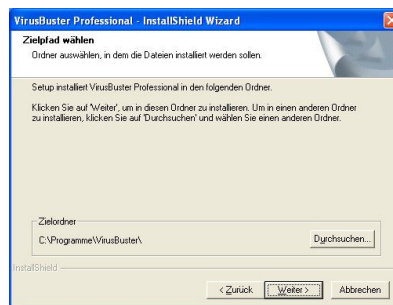 VirusBuster Professional - InstallShield Wizard
Zielpfad wählen
Ordner auswählen, in dem die Dateien installiert werden sollen.
Setup installiert VirusBuster Professional in den folgenden Ordner.
Klicken Sie auf 'Weiter', um in diesen Ordner zu installieren. Um in einen anderen Ordner
zu installieren, klicken Sie auf 'Durchsuchen' und wählen Sie einen anderen Ordner.
Zielordner
C:\Programme\VirusBuster\
Durchsuchen...
InstallShield
< Zurück
Weiter >
Abbrechen